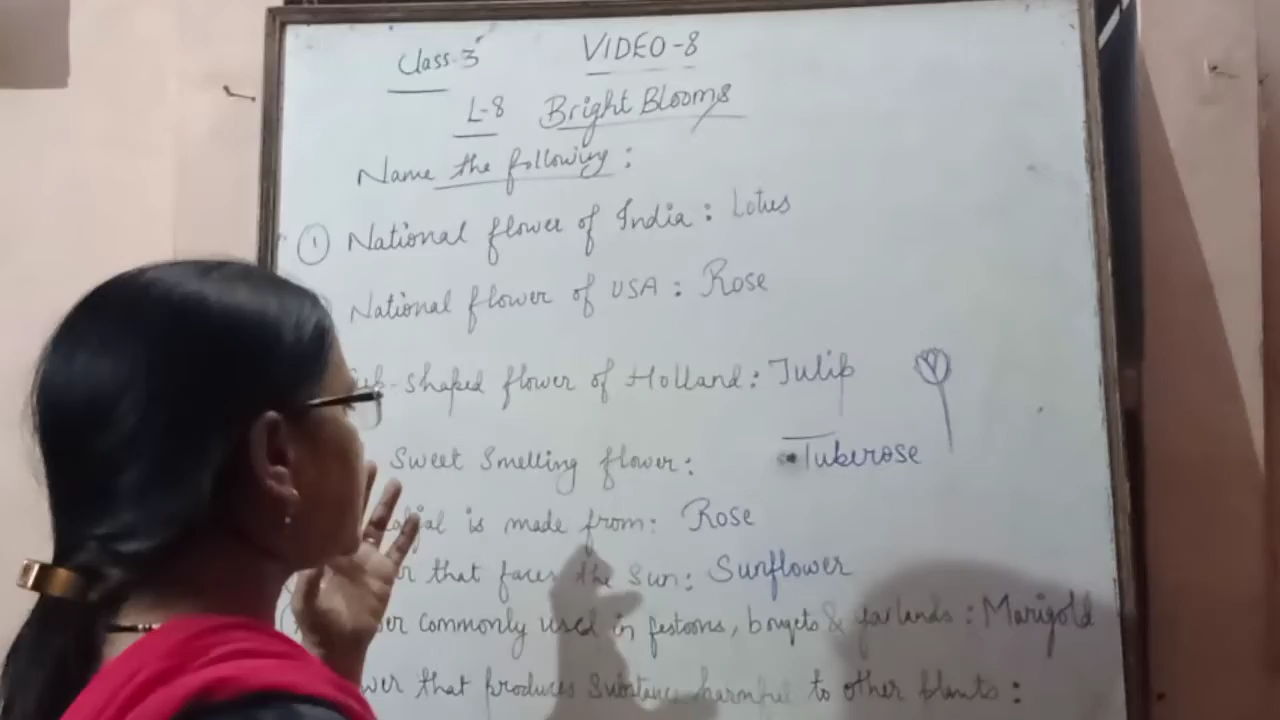 Class-3
VIDEO-8
L-8 Bright Blooms
Name the following:
1 National flower of India: Lotus
National flower of USA: Rose
-shaped flower of Holland: Tulip
Sweet Smelling flower: Tuberose
is made from: Rose
that faces the Sun: Sunflower
commonly used in festoons, & garlands: Marigold
that produces substance harmful to other plants: